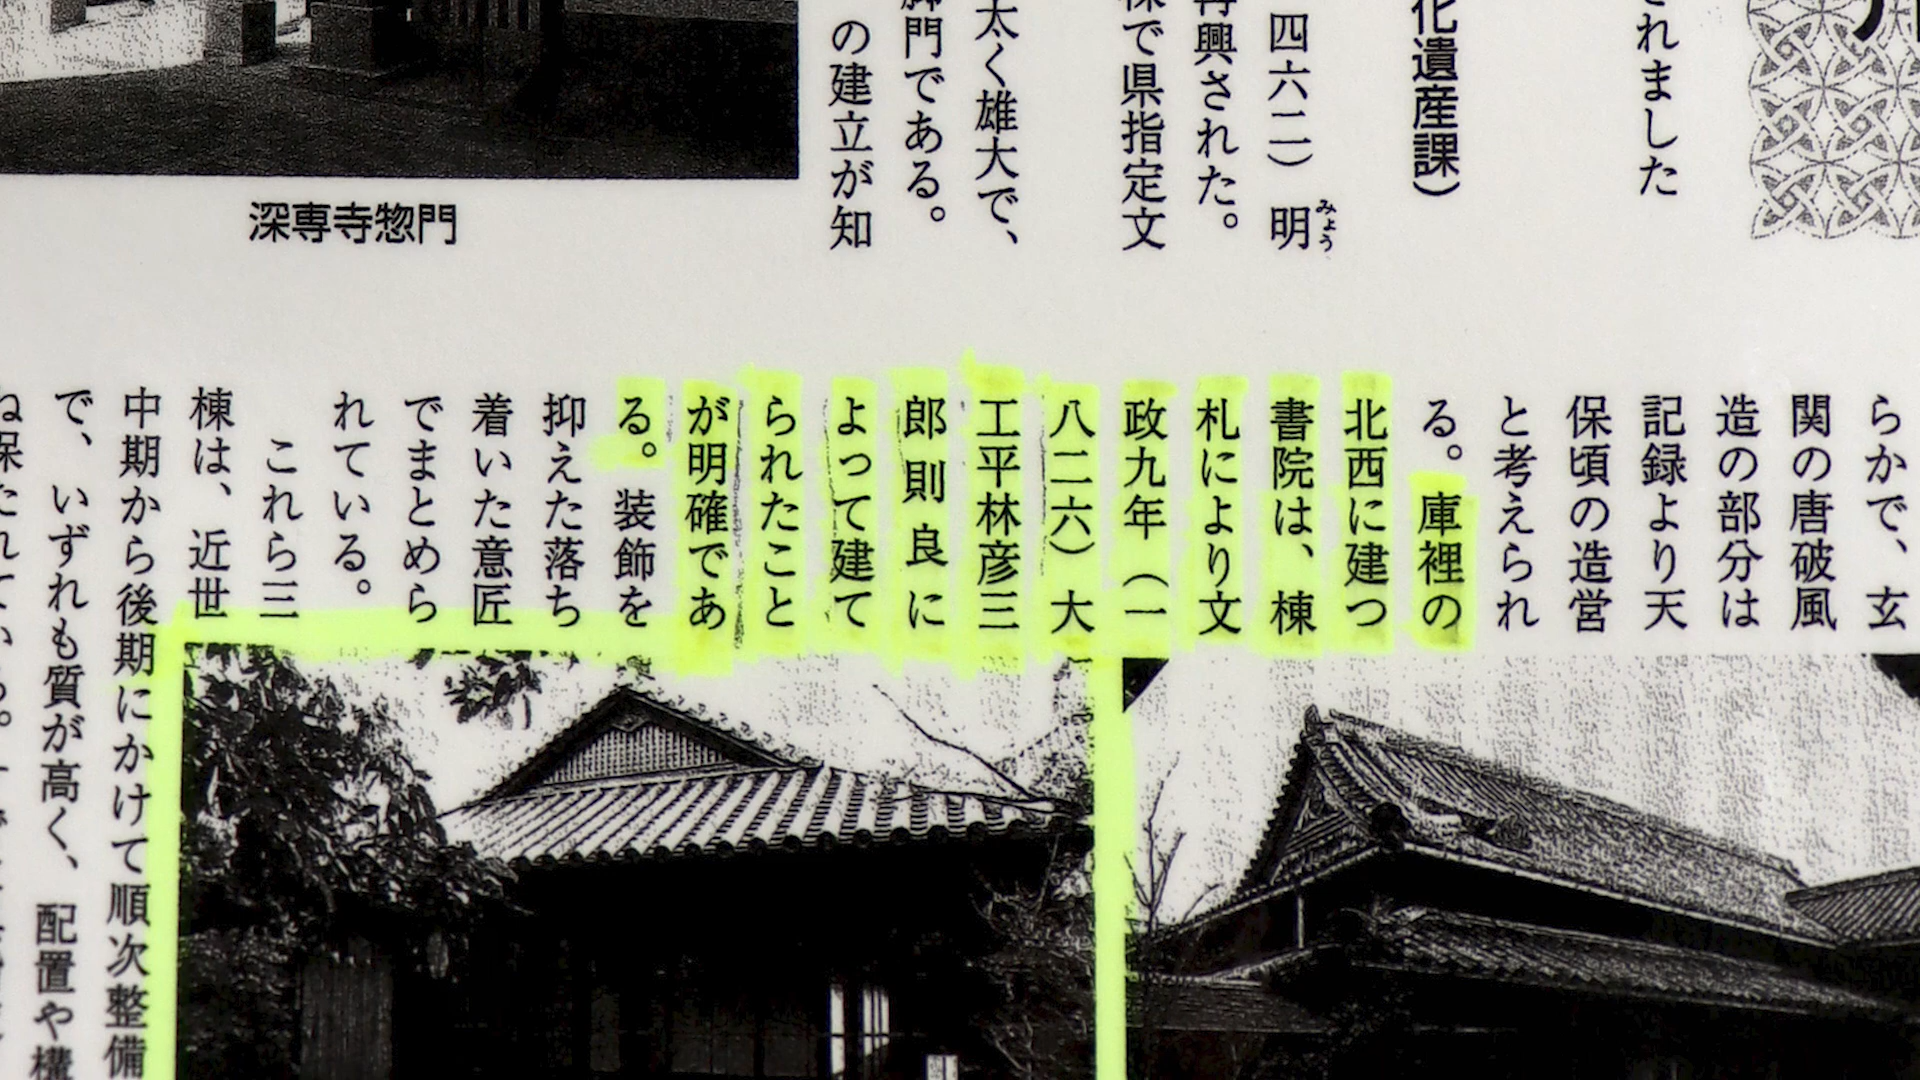 されました
化遺産課）
四六二）明
みょう
再興された。
棟で県指定文
太く雄大で、
脚門である。
の建立が知
深専寺惣門
らかで、玄
関の唐破風
造の部分は
記録より天
保頃の造営
と考えられ
る。庫裡の
北西に建つ
書院は、棟
札により文
政九年（一
八二六）大
工平林彦三
郎則良に
よって建て
られたこと
が明確であ
る。装飾を
抑えた落ち
着いた意匠
でまとめら
れている。
これら三
棟は、近世
中期から後期にかけて順次整備
で、いずれも質が高く、配置や構